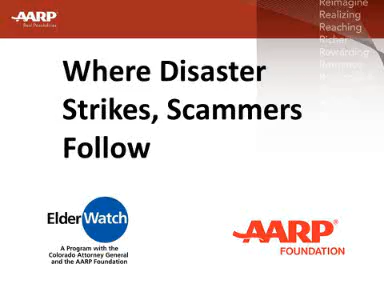 AARP®
Real Possibilities
Reimagine
Realizing
Reaching
Richer
Rewarding
Where Disaster
Strikes, Scammers
Follow
ElderWatch
A Program with the
Colorado Attorney General
and the AARP Foundation
AARP®
FOUNDATION